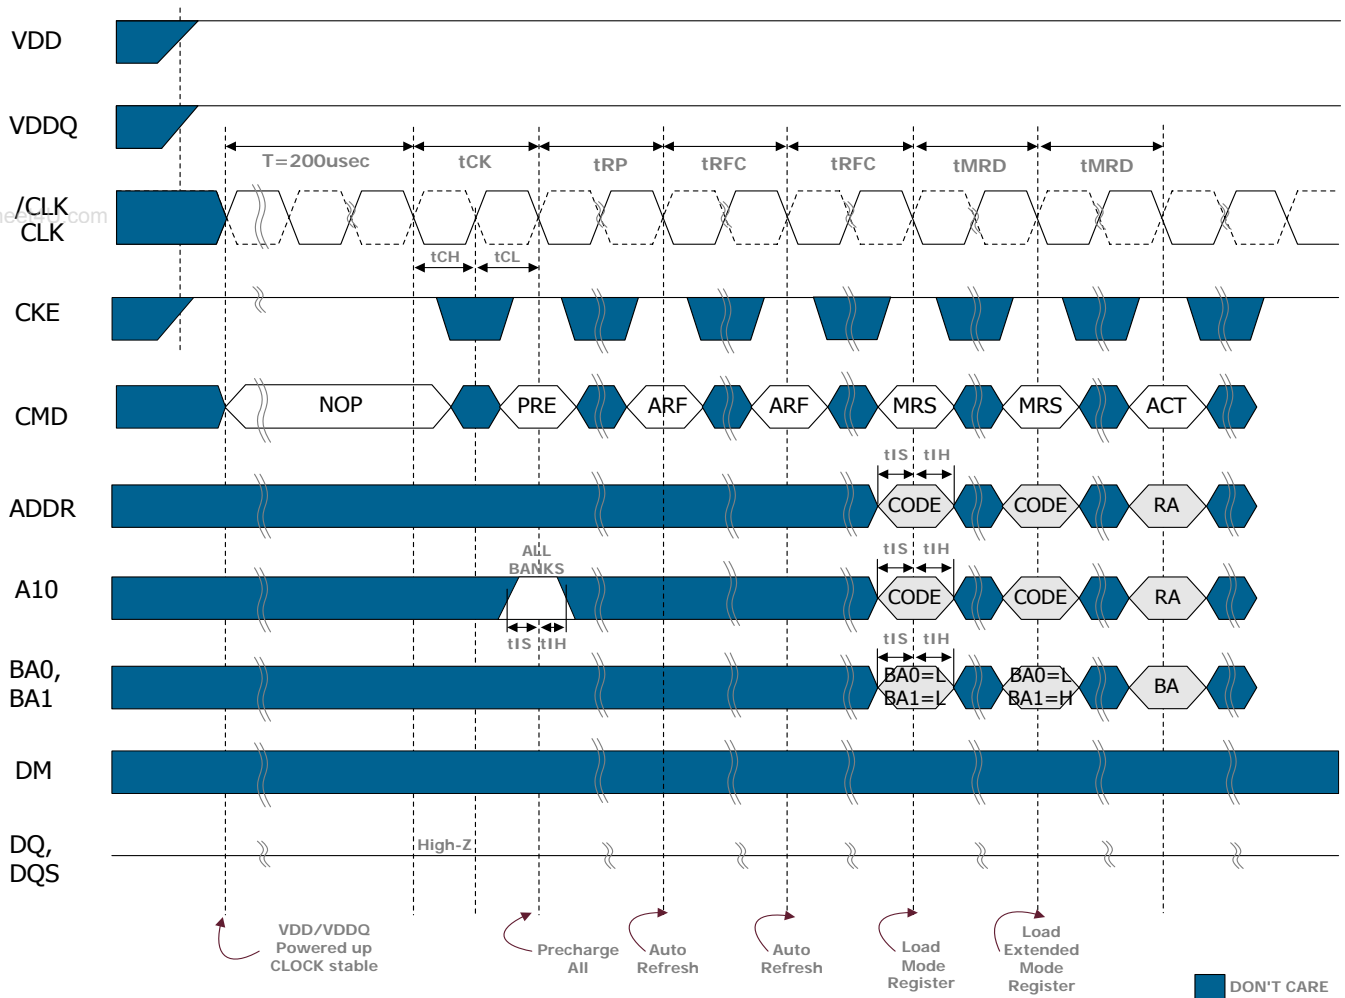 VDD
VDDQ
T=200usec tCK tRP tRFC tRFC tMRD tMRD
/CLK
CLK
.com
tCH tCL
CKE
CMD NOP PRE ARF ARF MRS MRS ACT
tIS tIH
ADDR CODE CODE RA
ALL
BANKS
tIS tIH
A10 CODE CODE RA
tIS tIH
tIS tIH
BA0,
BA1
BA0=L
BA1=L
BA0=L
BA1=H
BA
DM
DQ,
DQS
High-Z
VDD/VDDQ
Powered up
CLOCK stable
Precharge
All
Auto
Refresh
Auto
Refresh
Load
Mode
Register
Load
Extended
Mode
Register
DON'T CARE